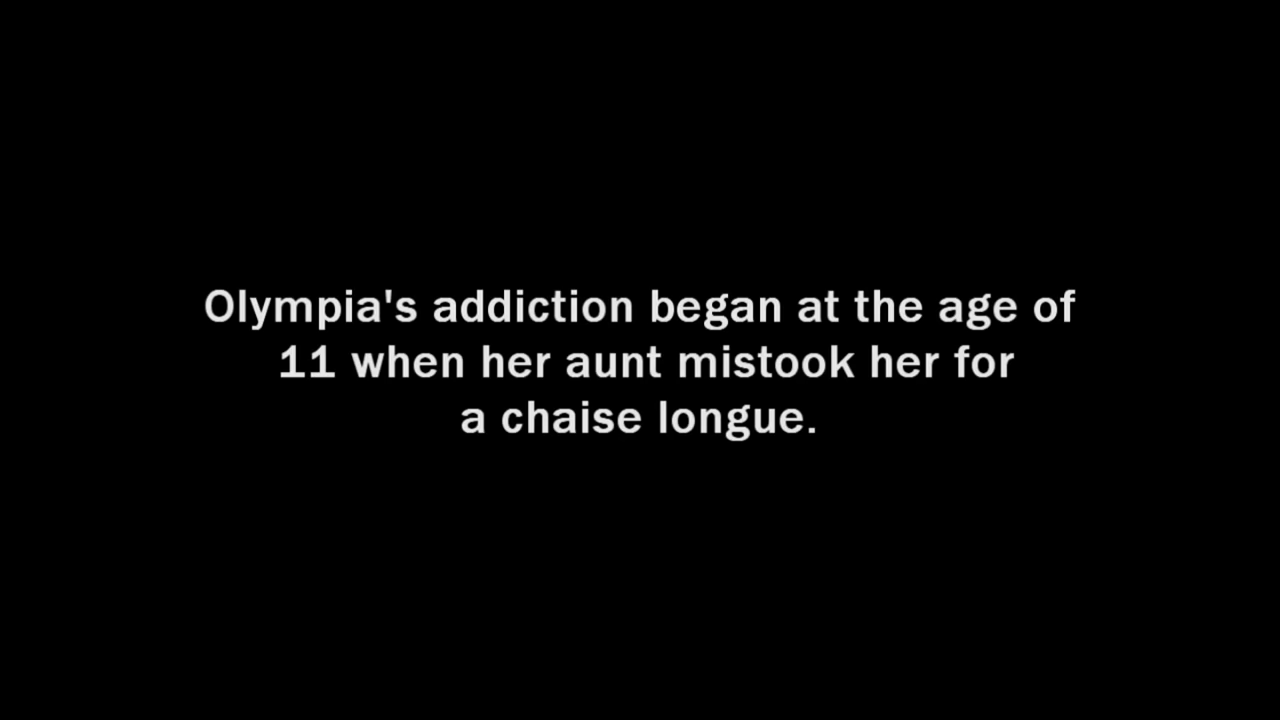 Olympia's addiction began at the age of
11 when her aunt mistook her for
a chaise longue.